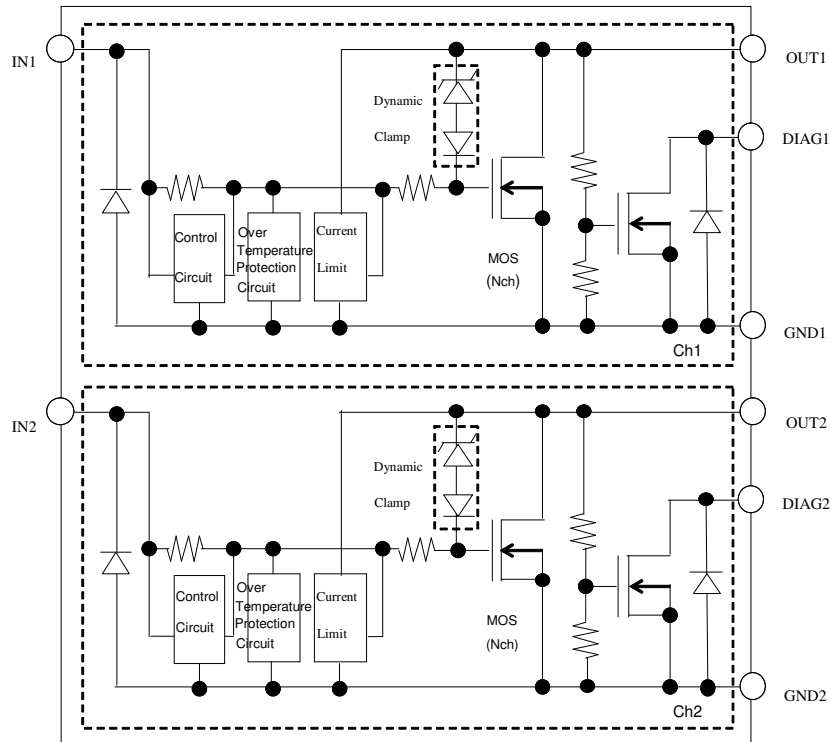 IN1
OUT1
Dynamic
Clamp
DIAG1
Control
Circuit
Over
Temperature
Protection
Circuit
Current
Limit
MOS
(Nch)
GND1
Ch1
IN2
OUT2
Dynamic
Clamp
DIAG2
Control
Circuit
Over
Temperature
Protection
Circuit
Current
Limit
MOS
(Nch)
GND2
Ch2